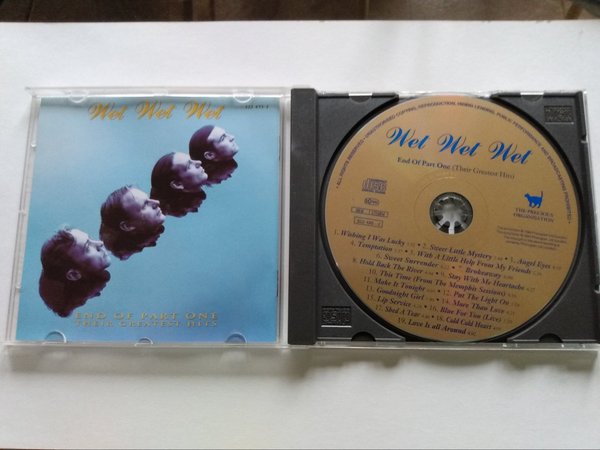 Wet Wet Wet
END OF PART ONE
THEIR GREATEST HITS
Wet Wet Wet
End Of Part One (Their Greatest Hits)
THE PRECIOUS
ORGANISATION
1. Wishing I Was Lucky • 2. Sweet Little Mystery • 3. Angel Eyes
4. Temptation • 5. With A Little Help From My Friends
6. Sweet Surrender • 7. Brokeaway
8. Hold Back The River • 9. Stay With Me Heartache
10. This Time (From The Memphis Sessions)
11. Make It Tonight • 12. Put The Light On
13. Goodnight Girl • 14. More Than Love
15. Lip Service • 16. Blue For You (Live)
17. Shed A Tear • 18. Cold Cold Heart
19. Love Is all Around